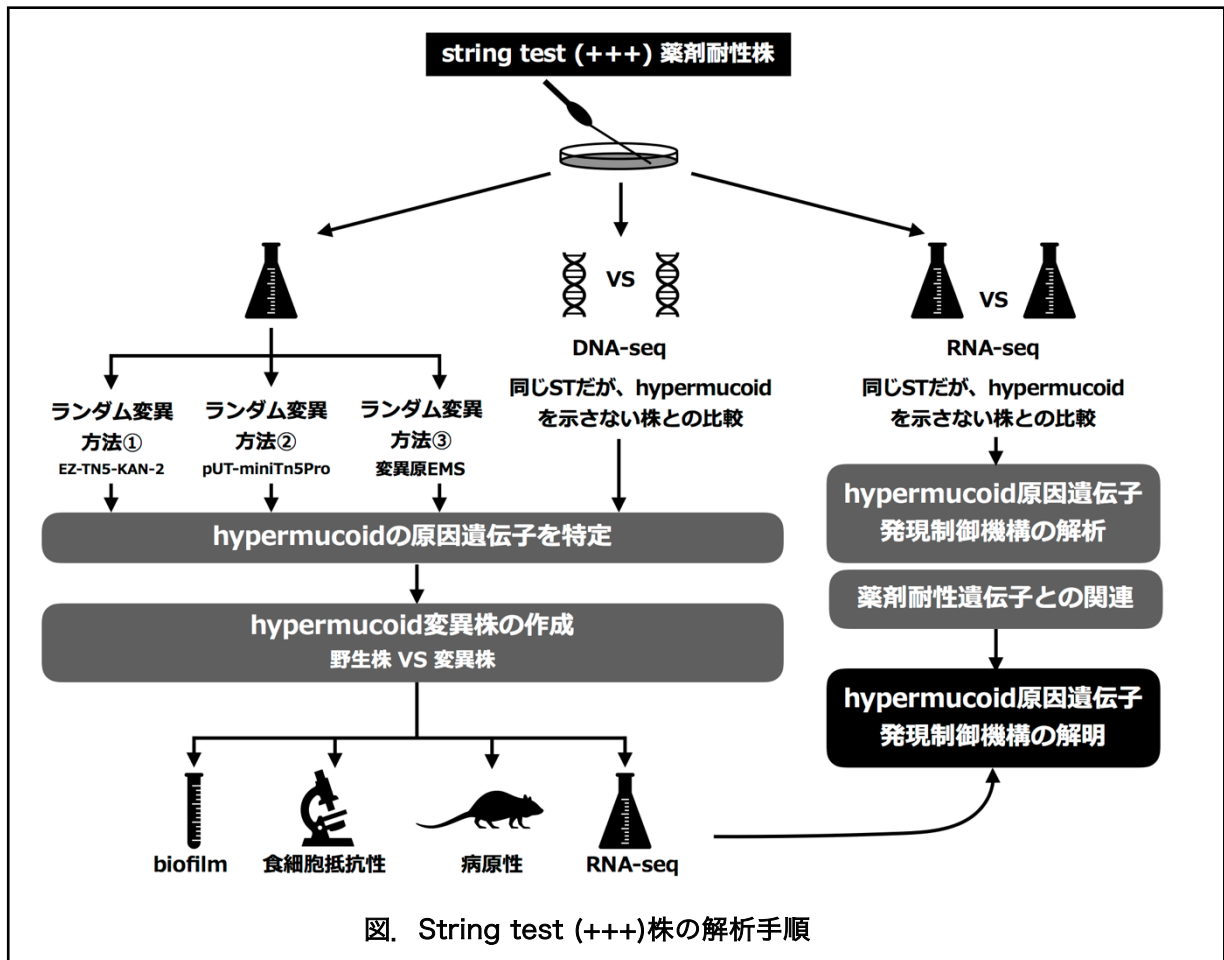 string test (+++) 薬剤耐性株
VS
DNA-seq
同じSTだが、hypermucoid
を示さない株との比較
VS
RNA-seq
同じSTだが、hypermucoid
を示さない株との比較
ランダム変異
方法①
EZ-TN5-KAN-2
ランダム変異
方法②
pUT-miniTn5Pro
ランダム変異
方法③
変異原EMS
hypermucoidの原因遺伝子を特定
hypermucoid変異株の作成
野生株 VS 変異株
hypermucoid原因遺伝子
発現制御機構の解析
薬剤耐性遺伝子との関連
hypermucoid原因遺伝子
発現制御機構の解明
biofilm
食細胞抵抗性
病原性
RNA-seq
図．String test (+++)株の解析手順